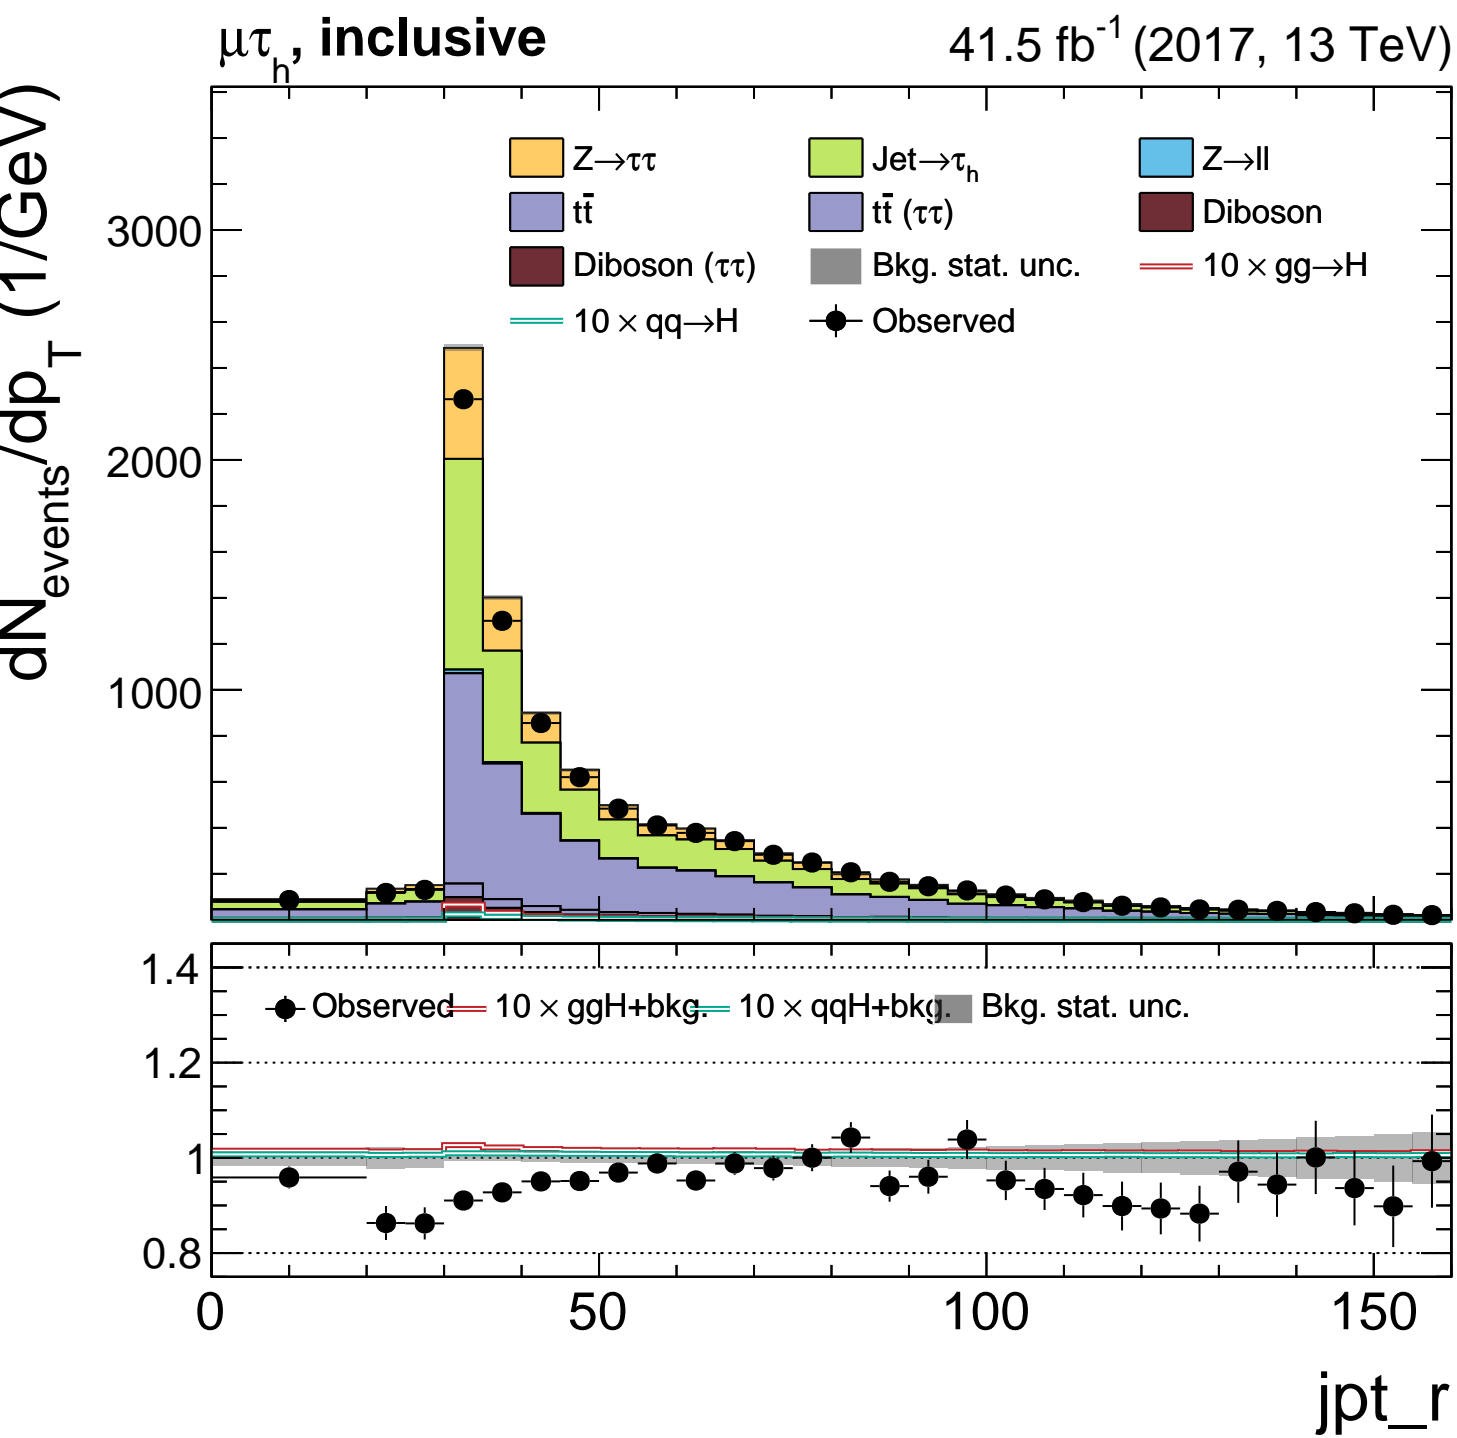 μτh, inclusive
41.5 fb-1 (2017, 13 TeV)
dNevents/dpT (1/GeV)
3000
2000
1000
Z→ττ Jet→τh Z→ll
tt̄ tt̄ (ττ) Diboson
Diboson (ττ) Bkg. stat. unc. 10 × gg→H
10 × qq→H Observed
1.4
1.2
1
0.8
Observed 10 × ggH+bkg. 10 × qqH+bkg. Bkg. stat. unc.
0 50 100 150
jpt_r